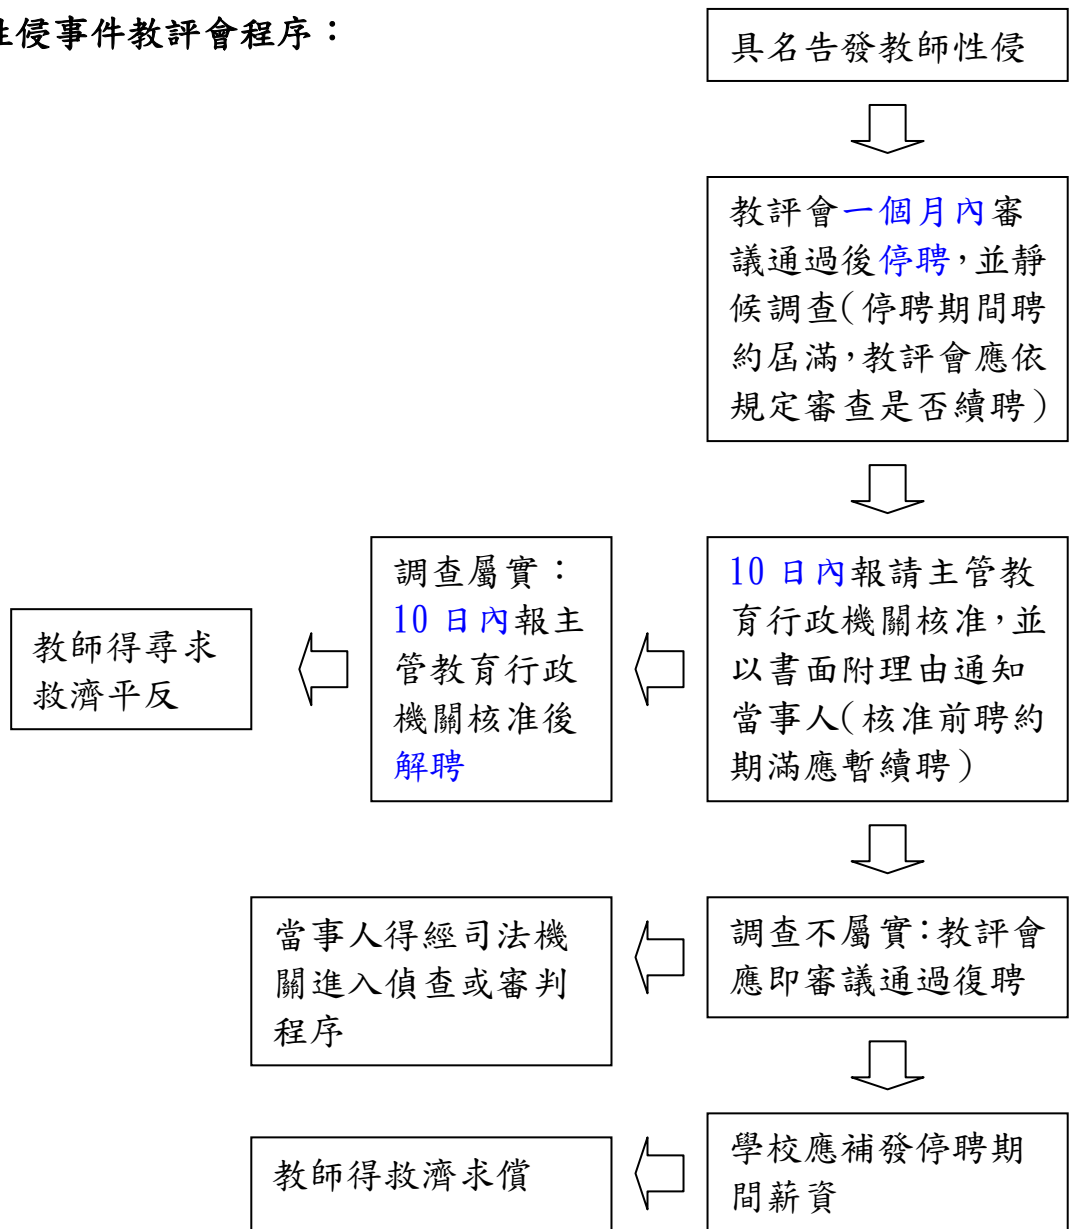 性侵事件教評會程序：
具名告發教師性侵
教評會一個月內審
議通過後停聘，並靜
候調查(停聘期間聘
約屆滿，教評會應依
規定審查是否續聘)
10 日內報請主管教
育行政機關核准，並
以書面附理由通知
當事人(核准前聘約
期滿應暫續聘)
調查屬實：
10 日內報主
管教育行政
機關核准後
解聘
教師得尋求
救濟平反
調查不屬實：教評會
應即審議通過復聘
當事人得經司法機
關進入偵查或審判
程序
學校應補發停聘期
間薪資
教師得救濟求償